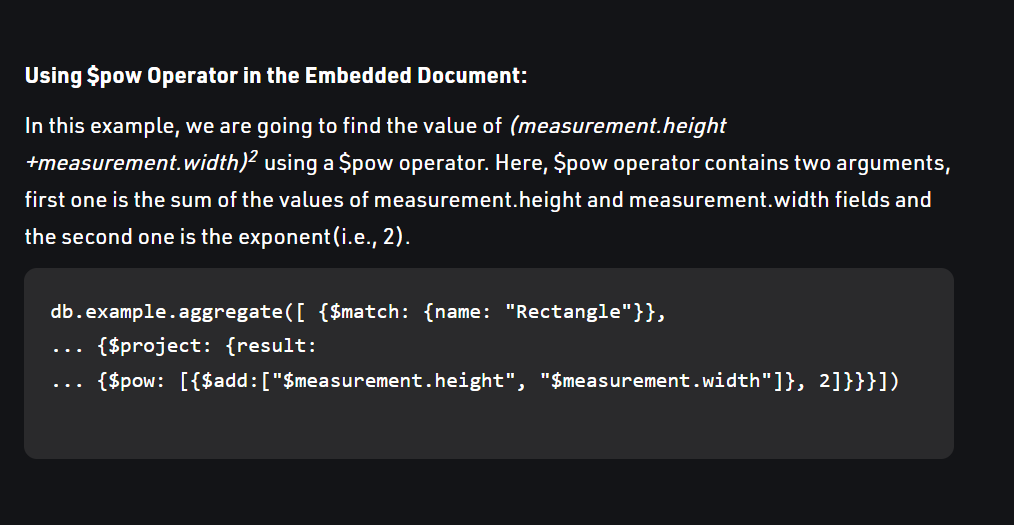 Using $pow Operator in the Embedded Document:
In this example, we are going to find the value of (measurement.height
+measurement.width)² using a $pow operator. Here, $pow operator contains two arguments,
first one is the sum of the values of measurement.height and measurement.width fields and
the second one is the exponent(i.e., 2).
db.example.aggregate([ {$match: {name: "Rectangle"}},
... {$project: {result:
... {$pow: [{$add:["$measurement.height", "$measurement.width"]}, 2]}}}])